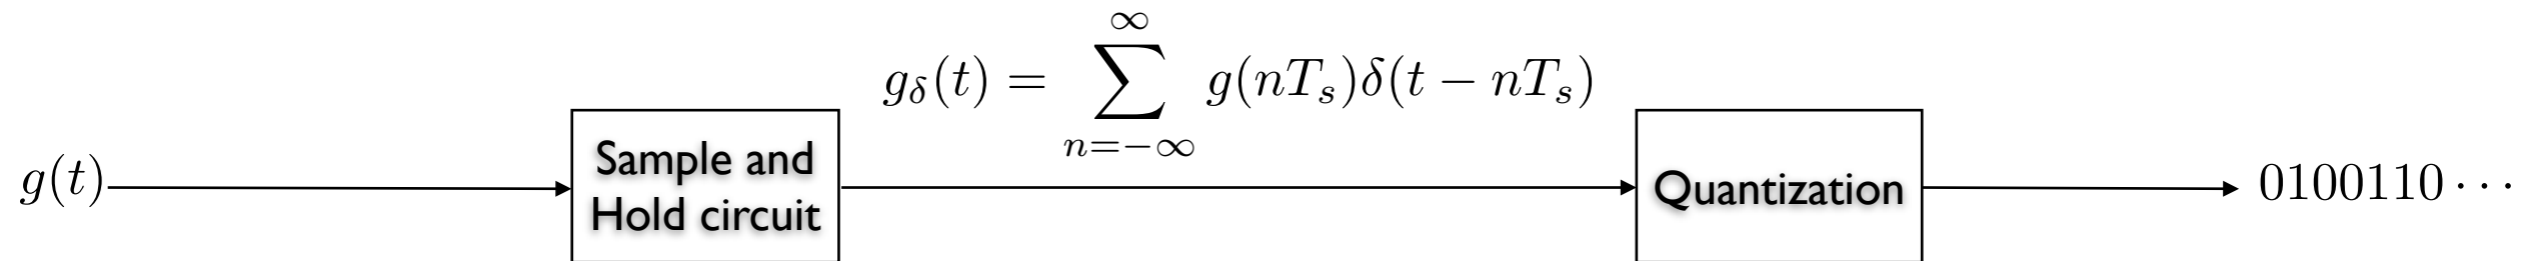 g(t)
Sample and
Hold circuit
g_δ(t) = ∑_{n=−∞}^{∞} g(nT_s)δ(t − nT_s)
Quantization
0100110 ⋯